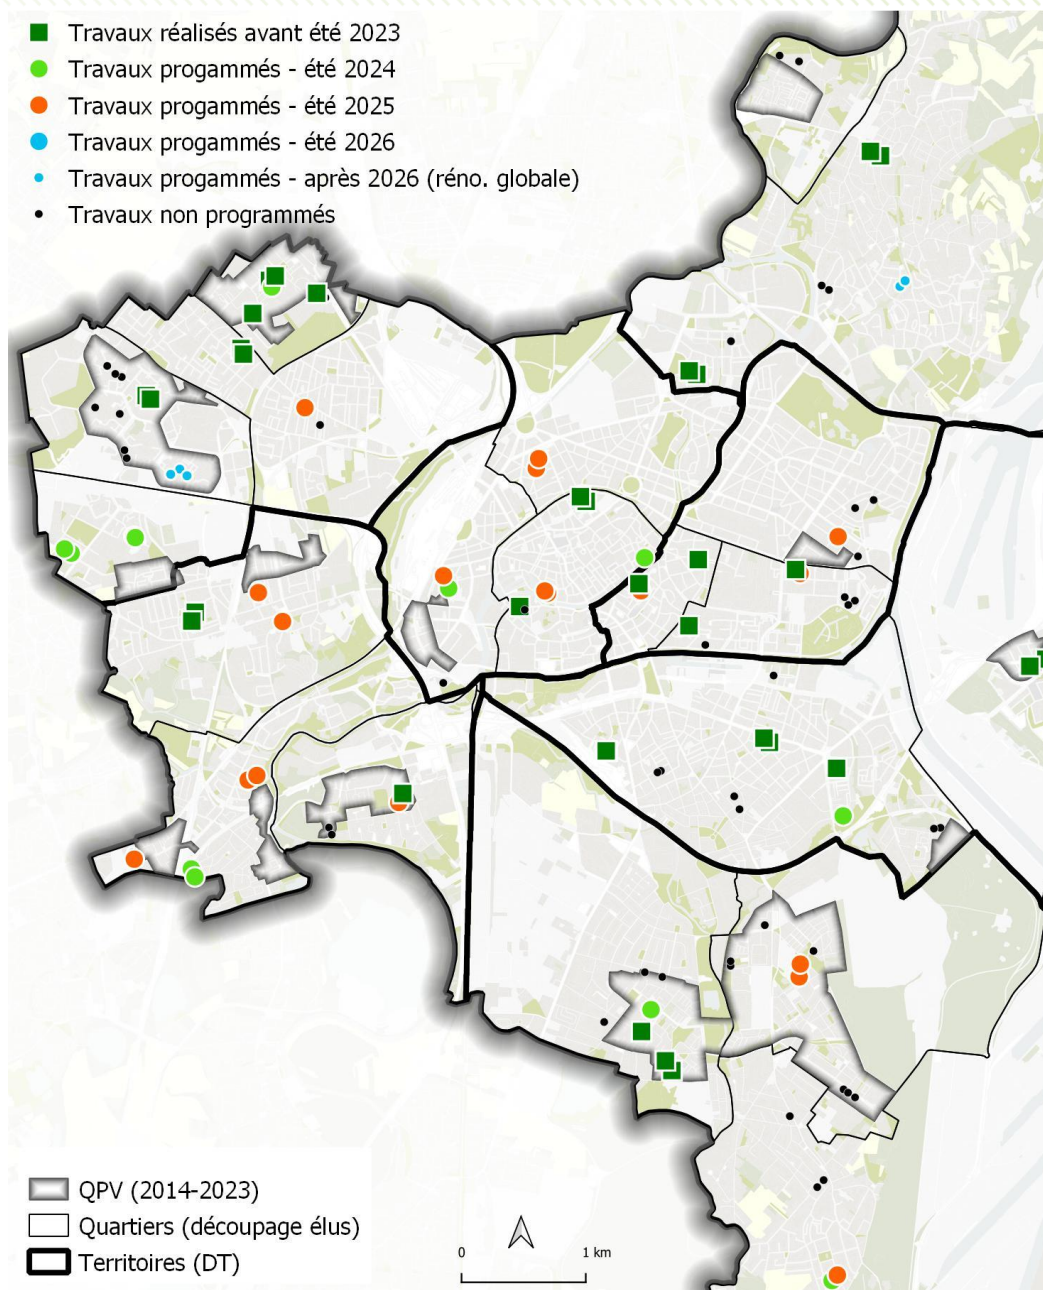 Travaux réalisés avant été 2023
Travaux progammés - été 2024
Travaux progammés - été 2025
Travaux progammés - été 2026
Travaux progammés - après 2026 (réno. globale)
Travaux non programmés
QPV (2014-2023)
Quartiers (découpage élus)
Territoires (DT)
0 1 km